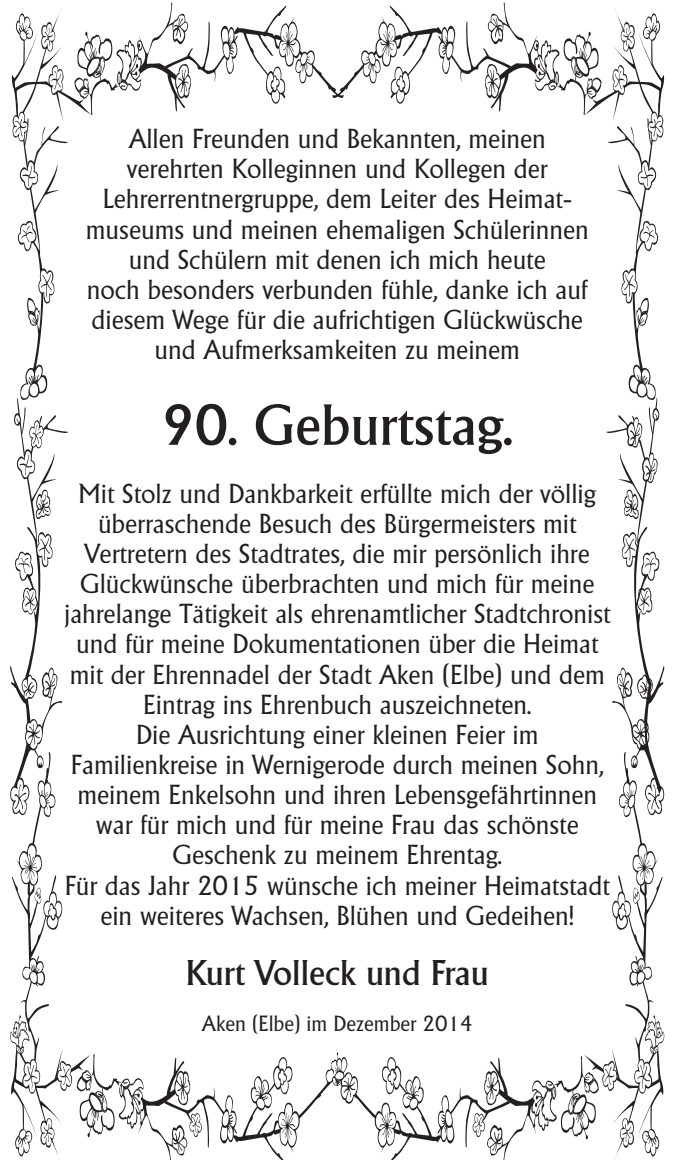 Allen Freunden und Bekannten, meinen
verehrten Kolleginnen und Kollegen der
Lehrerrentnergruppe, dem Leiter des Heimat-
museums und meinen ehemaligen Schülerinnen
und Schülern mit denen ich mich heute
noch besonders verbunden fühle, danke ich auf
diesem Wege für die aufrichtigen Glückwüsche
und Aufmerksamkeiten zu meinem
90. Geburtstag.
Mit Stolz und Dankbarkeit erfüllte mich der völlig
überraschende Besuch des Bürgermeisters mit
Vertretern des Stadtrates, die mir persönlich ihre
Glückwünsche überbrachten und mich für meine
jahrelange Tätigkeit als ehrenamtlicher Stadtchronist
und für meine Dokumentationen über die Heimat
mit der Ehrennadel der Stadt Aken (Elbe) und dem
Eintrag ins Ehrenbuch auszeichneten.
Die Ausrichtung einer kleinen Feier im
Familienkreise in Wernigerode durch meinen Sohn,
meinem Enkelsohn und ihren Lebensgefährtinnen
war für mich und für meine Frau das schönste
Geschenk zu meinem Ehrentag.
Für das Jahr 2015 wünsche ich meiner Heimatstadt
ein weiteres Wachsen, Blühen und Gedeihen!
Kurt Volleck und Frau
Aken (Elbe) im Dezember 2014